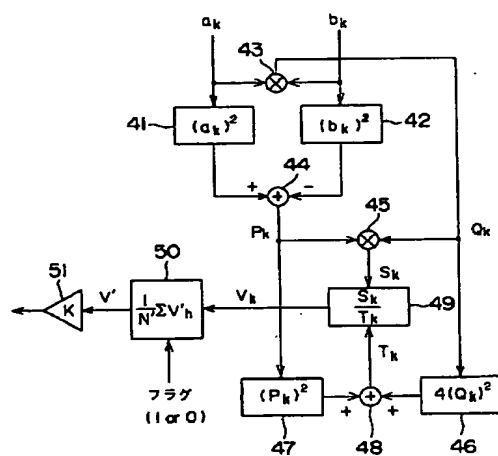 a_k
b_k
43
41
(a_k)²
(b_k)²
42
44
+
+
−
45
P_k
Q_k
50
S_k
51
K
V'
1/N' ΣV'h
V_k
S_k/T_k
49
T_k
フラグ
(1 or 0)
(P_k)²
+
+
+
4(Q_k)²
47
48
46